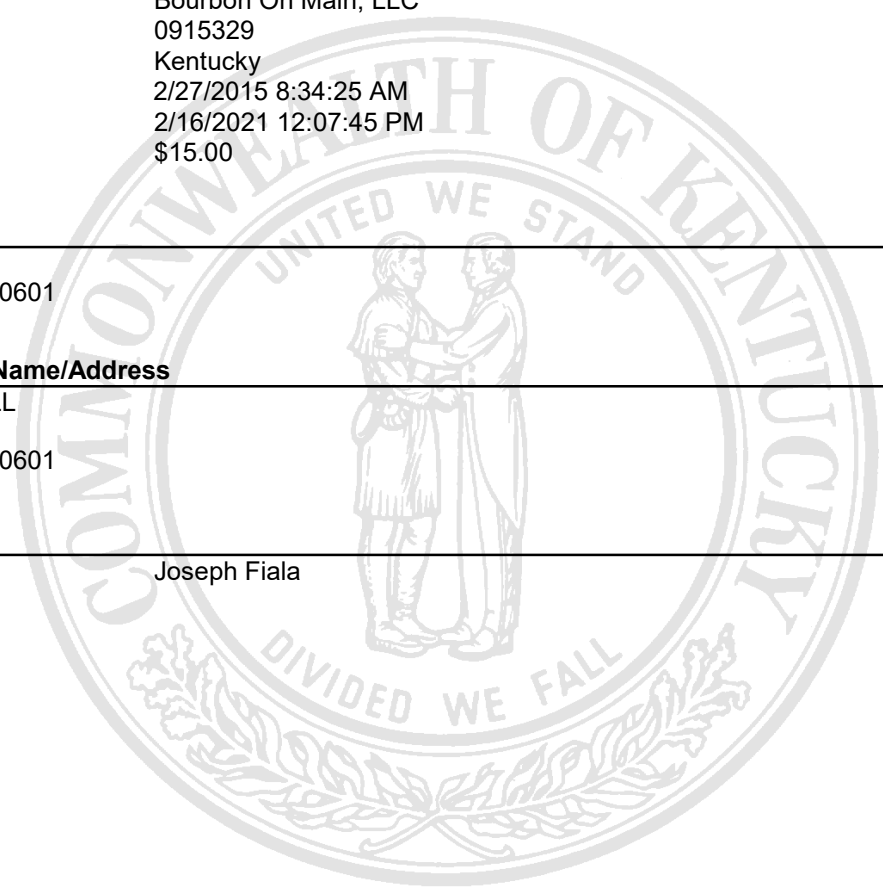 Bourbon On Main, LLC
0915329
Kentucky
2/27/2015 8:34:25 AM
2/16/2021 12:07:45 PM
$15.00
COMMONWEALTH OF KENTUCKY
UNITED WE STAND
0601
Name/Address
LL
0601
Joseph Fiala
DIVIDED WE FALL